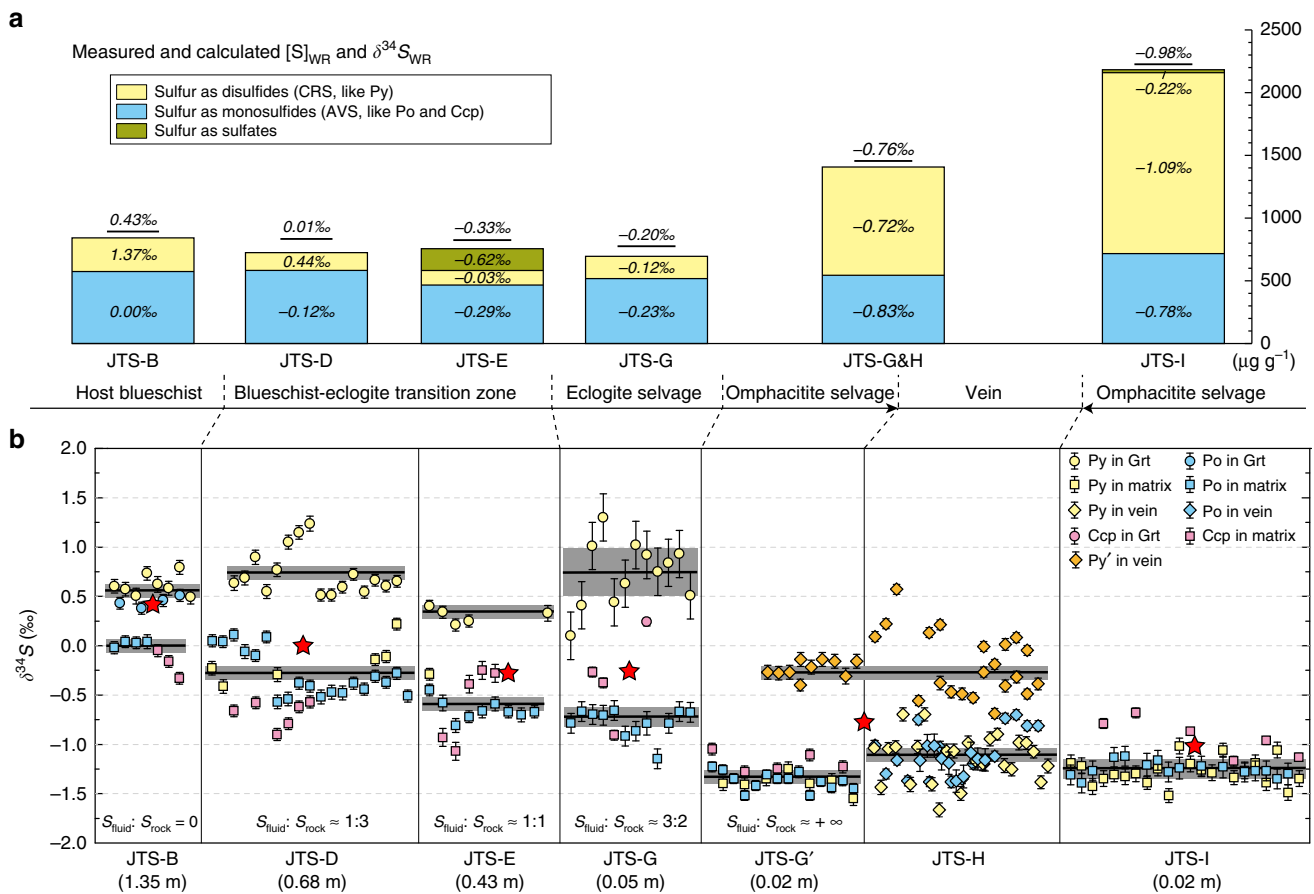 a
Measured and calculated [S]WR and δ34SWR
Sulfur as disulfides (CRS, like Py)
Sulfur as monosulfides (AVS, like Po and Ccp)
Sulfur as sulfates
0.43‰
1.37‰
0.00‰
0.01‰
0.44‰
−0.12‰
−0.33‰
−0.62‰
−0.03‰
−0.29‰
−0.20‰
−0.12‰
−0.23‰
−0.76‰
−0.72‰
−0.83‰
−0.98‰
−0.22‰
−1.09‰
−0.78‰
2500
2000
1500
1000
500
0
JTS-B JTS-D JTS-E JTS-G JTS-G&H JTS-I (μg g−1)
Host blueschist Blueschist-eclogite transition zone Eclogite selvage Omphacitite selvage Vein Omphacitite selvage
b
δ34S (‰)
2.0
1.5
1.0
0.5
0.0
−0.5
−1.0
−1.5
−2.0
Py in Grt Po in Grt
Py in matrix Po in matrix
Py in vein Po in vein
Ccp in Grt Ccp in matrix
Py′ in vein
Sfluid: Srock = 0 Sfluid: Srock ≈ 1:3 Sfluid: Srock ≈ 1:1 Sfluid: Srock ≈ 3:2 Sfluid: Srock ≈ + ∞
JTS-B JTS-D JTS-E JTS-G JTS-G′ JTS-H JTS-I
(1.35 m) (0.68 m) (0.43 m) (0.05 m) (0.02 m) (0.02 m)